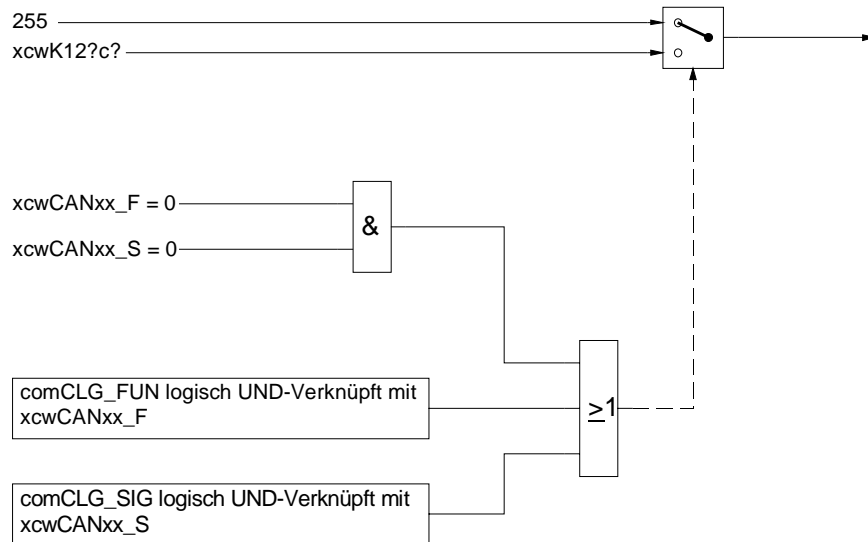 255
xcwK12?c?
xcwCANxx_F = 0
xcwCANxx_S = 0
&
comCLG_FUN logisch UND-Verknüpft mit
xcwCANxx_F
≥1
comCLG_SIG logisch UND-Verknüpft mit
xcwCANxx_S